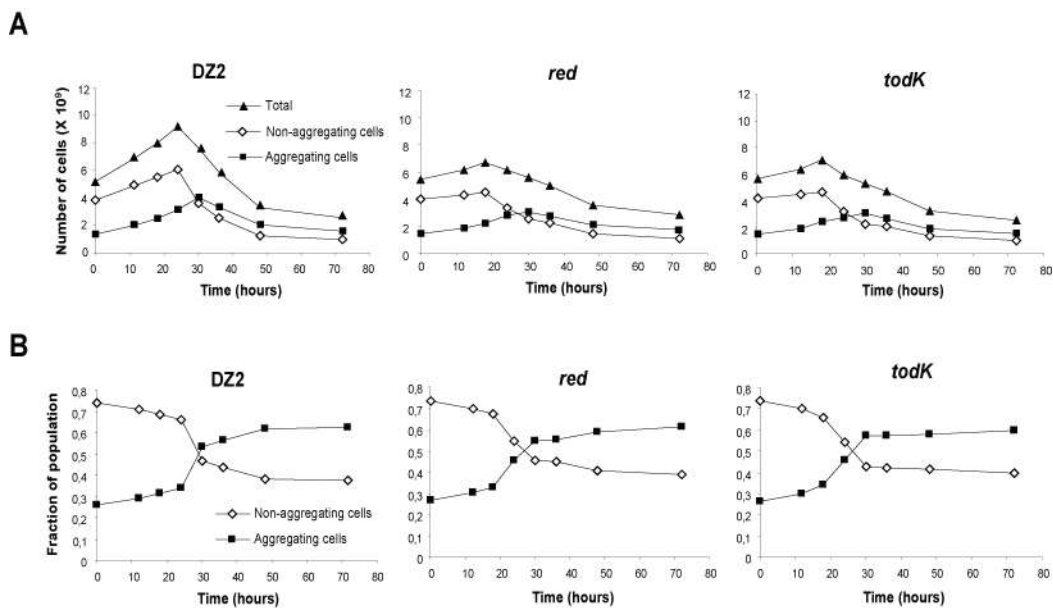 A
DZ2
red
todK
Number of cells (X 10⁹)
12
10
8
6
4
2
0
Total
Non-aggregating cells
Aggregating cells
0 10 20 30 40 50 60 70 80
Time (hours)
12
10
8
6
4
2
0
0 10 20 30 40 50 60 70 80
Time (hours)
12
10
8
6
4
2
0
0 10 20 30 40 50 60 70 80
Time (hours)
B
DZ2
red
todK
Fraction of population
0,8
0,7
0,6
0,5
0,4
0,3
0,2
0,1
0
Non-aggregating cells
Aggregating cells
0 10 20 30 40 50 60 70 80
Time (hours)
0,8
0,7
0,6
0,5
0,4
0,3
0,2
0,1
0
0 10 20 30 40 50 60 70 80
Time (hours)
0,8
0,7
0,6
0,5
0,4
0,3
0,2
0,1
0
0 10 20 30 40 50 60 70 80
Time (hours)